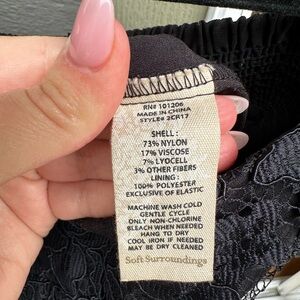 RN# 101206
MADE IN CHINA
STYLE# 2CR17
SHELL:
73% NYLON
17% VISCOSE
7% LYOCELL
3% OTHER FIBERS
LINING:
100% POLYESTER
EXCLUSIVE OF ELASTIC
MACHINE WASH COLD
GENTLE CYCLE
ONLY NON-CHLORINE
BLEACH WHEN NEEDED
HANG TO DRY
COOL IRON IF NEEDED
MAY BE DRY CLEANED
Soft Surroundings